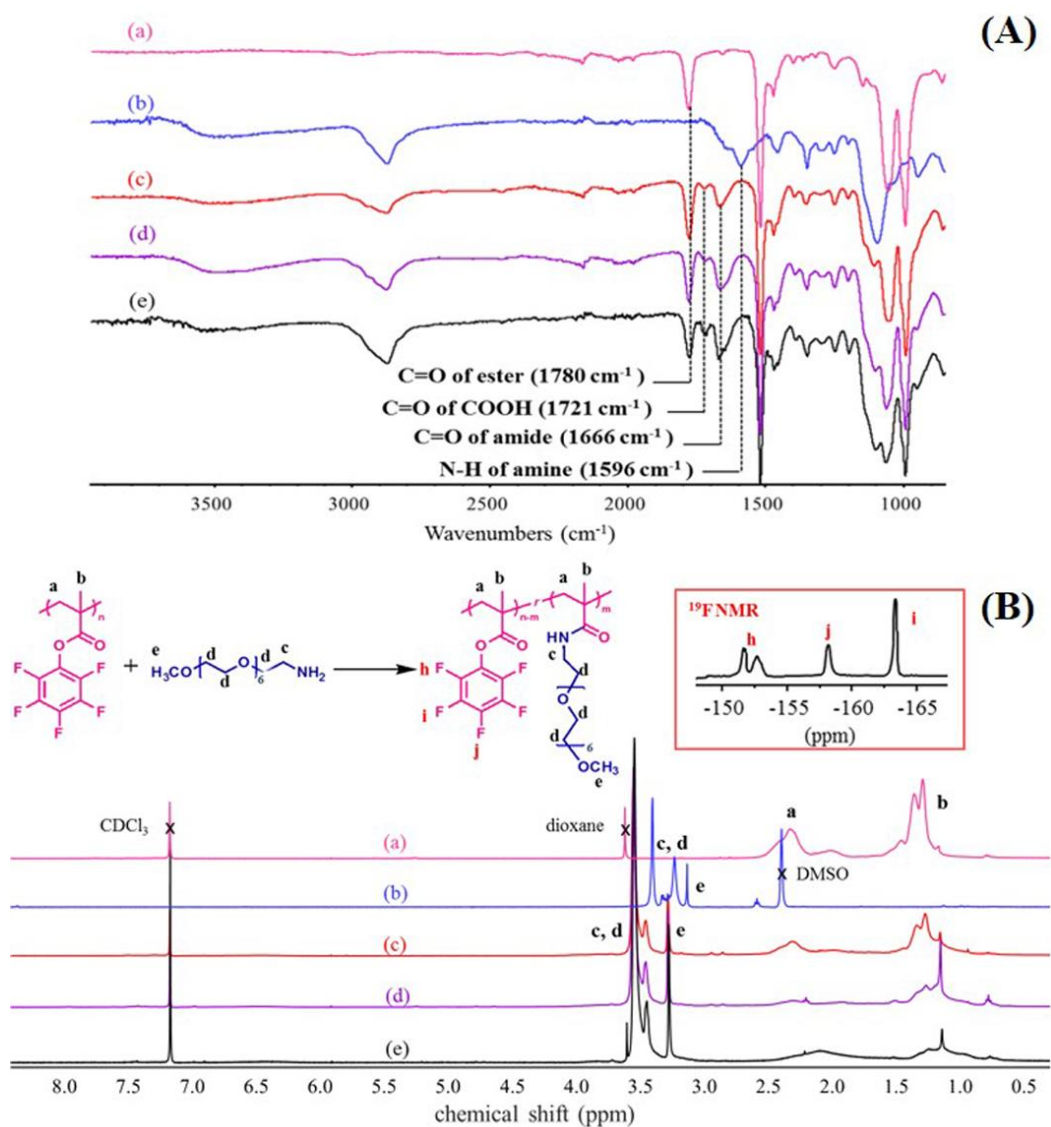 (A)
(a)
(b)
(c)
(d)
(e)
C=O of ester (1780 cm⁻¹)
C=O of COOH (1721 cm⁻¹)
C=O of amide (1666 cm⁻¹)
N-H of amine (1596 cm⁻¹)
3500 3000 2500 2000 1500 1000
Wavenumbers (cm⁻¹)
(B)
a b
n
O O
F F
F F
F
+
e d d c
H₃CO O 6 NH₂
d
a b r a b
n-m m
O O HN O
h F F c
i F F d
F
j
O d
d 6
OCH₃
e
¹⁹F NMR
h j i
-150 -155 -160 -165
(ppm)
CDCl₃ x
dioxane x
(a) a b
(b) c, d e x DMSO
(c) c, d e
(d)
(e)
8.0 7.5 7.0 6.5 6.0 5.5 5.0 4.5 4.0 3.5 3.0 2.5 2.0 1.5 1.0 0.5
chemical shift (ppm)